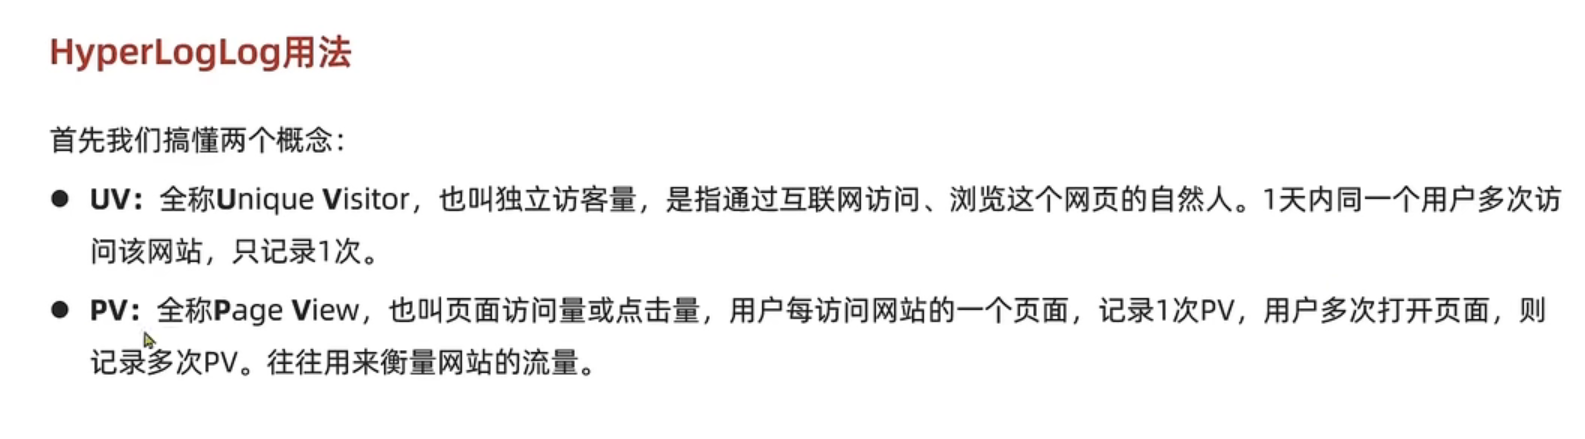 HyperLogLog用法
首先我们搞懂两个概念：
● UV：全称Unique Visitor，也叫独立访客量，是指通过互联网访问、浏览这个网页的自然人。1天内同一个用户多次访
问该网站，只记录1次。
● PV：全称Page View，也叫页面访问量或点击量，用户每访问网站的一个页面，记录1次PV，用户多次打开页面，则
记录多次PV。往往用来衡量网站的流量。